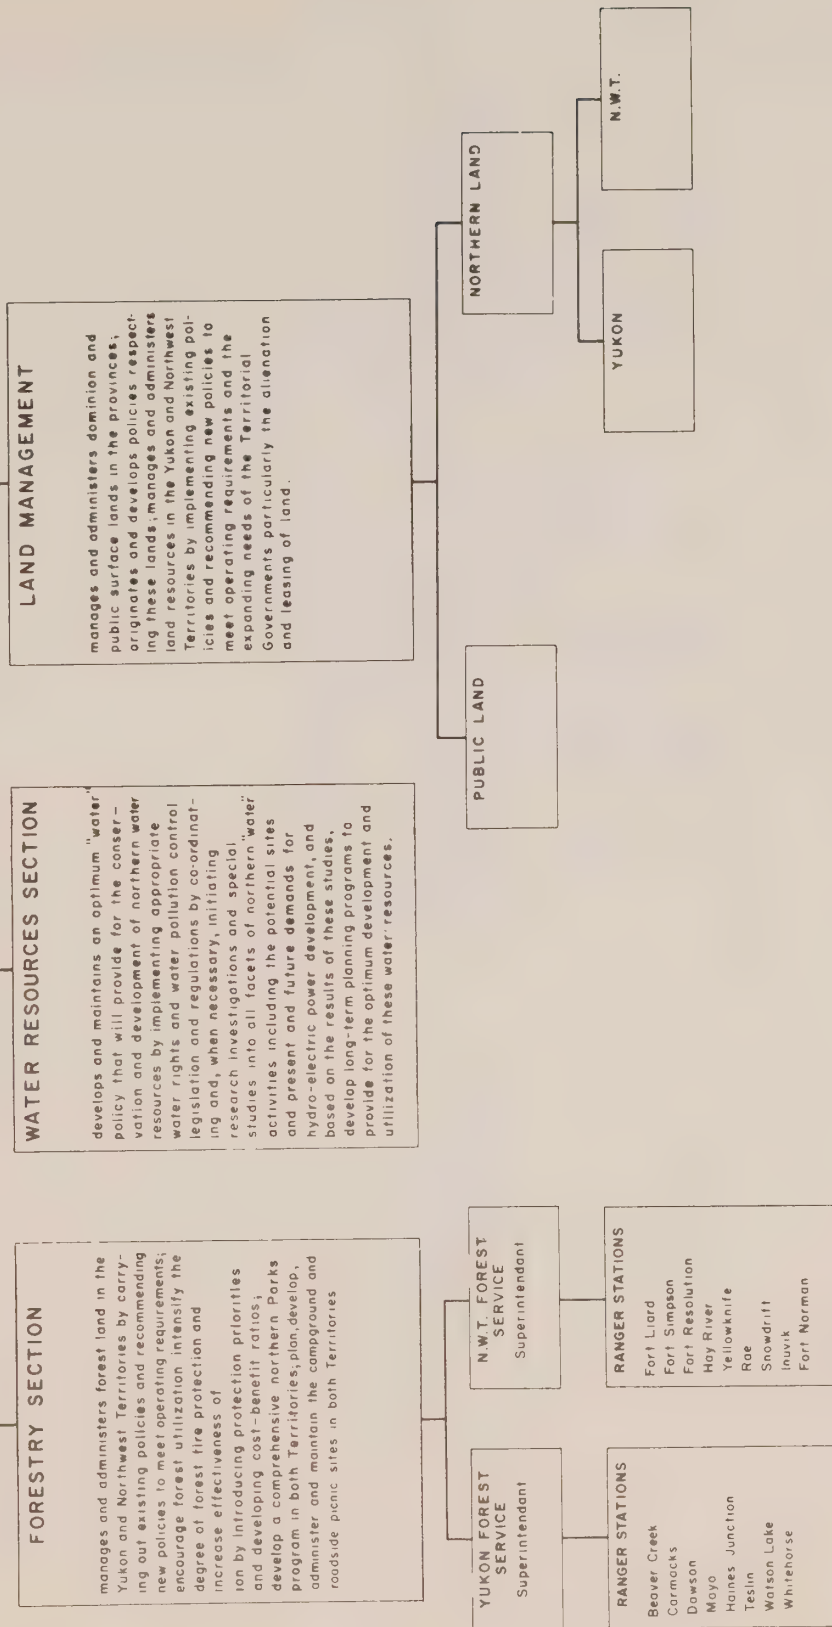 FORESTRY SECTION
manages and administers forest land in the
Yukon and Northwest Territories by carry-
ing out existing policies and recommending
new policies to meet operating requirements;
encourage forest utilization intensify the
degree of forest fire protection and
increase effectiveness of
ion by introducing protection priorities
and developing cost-benefit ratios;
develop a comprehensive northern Parks
program in both Territories; plan, develop,
administer and maintain the campground and
roadside picnic sites in both Territories
YUKON FOREST
SERVICE
Superintendant
RANGER STATIONS
Beaver Creek
Carmacks
Dawson
Mayo
Haines Junction
Teslin
Watson Lake
Whitehorse
N.W.T. FOREST
SERVICE
Superintendant
RANGER STATIONS
Fort Liard
Fort Simpson
Fort Resolution
Hay River
Yellowknife
Rae
Snowdrift
Inuvik
Fort Norman
WATER RESOURCES SECTION
develops and maintains an optimum "water"
policy that will provide for the conser-
vation and development of northern water
resources by implementing appropriate
water rights and water pollution control
legislation and regulations by co-ordinat-
ing and, when necessary, initiating
research investigations and special
studies into all facets of northern "water"
activities including the potential sites
and present and future demands for
hydro-electric power development, and
based on the results of these studies,
develop long-term planning programs to
provide for the optimum development and
utilization of these water resources.
LAND MANAGEMENT
manages and administers dominion and
public surface lands in the provinces;
originates and develops policies respect-
ing these lands; manages and administers
land resources in the Yukon and Northwest
Territories by implementing existing pol-
icies and recommending new policies to
meet operating requirements and the
expanding needs of the Territorial
Governments particularly the alienation
and leasing of land.
PUBLIC LAND
NORTHERN LAND
YUKON
N.W.T.